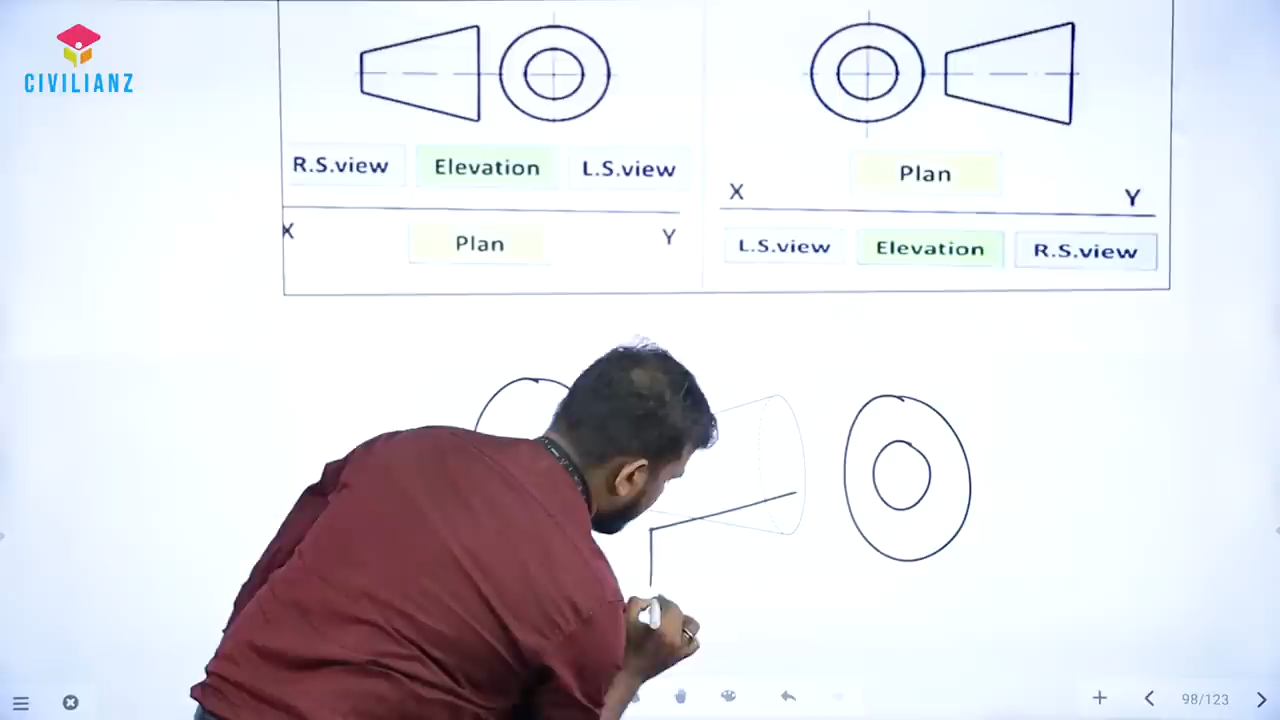 CIVILIANZ
R.S.view Elevation L.S.view
X Y
Plan
Plan
X Y
L.S.view Elevation R.S.view
98/123